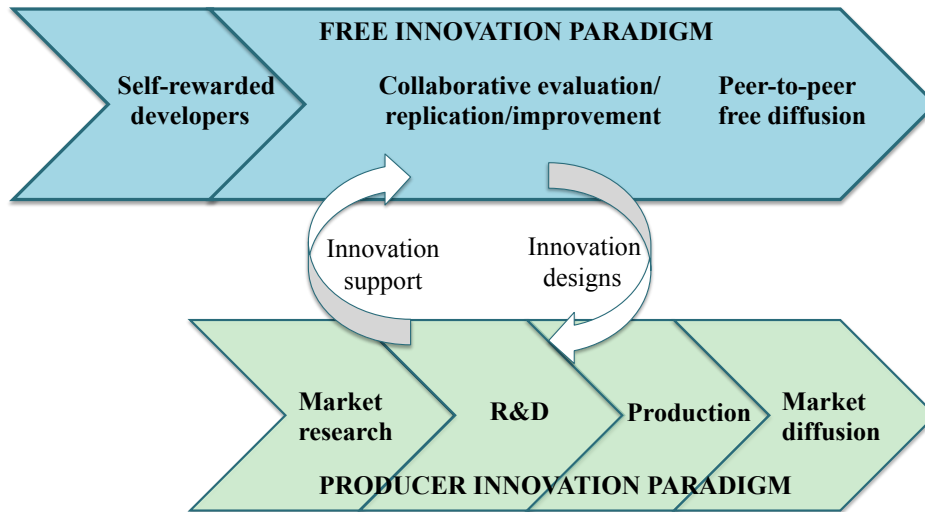 FREE INNOVATION PARADIGM
Self-rewarded
developers
Collaborative evaluation/
replication/improvement
Peer-to-peer
free diffusion
Innovation
support
Innovation
designs
Market
research
R&D
Production
Market
diffusion
PRODUCER INNOVATION PARADIGM